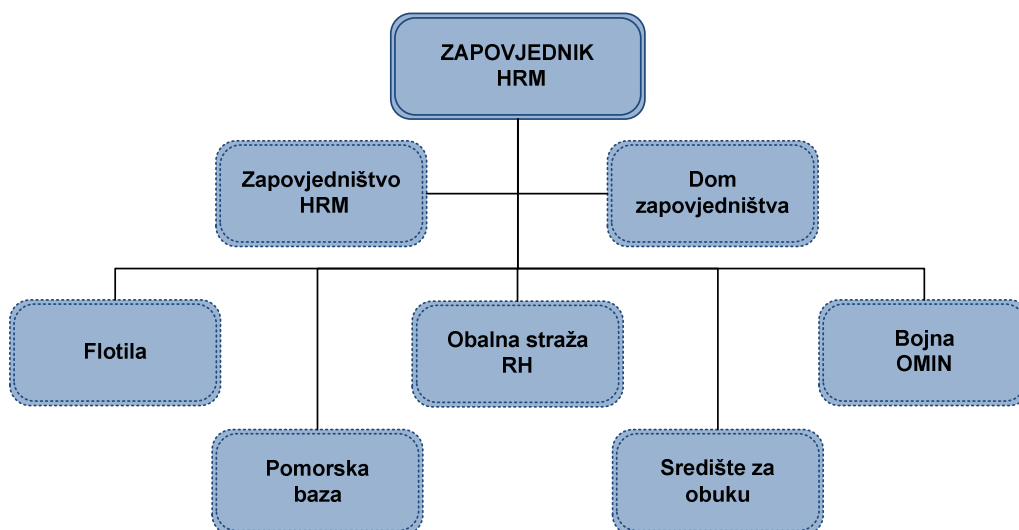 ZAPOVJEDNIK
HRM
Zapovjedništvo
HRM
Dom
zapovjedništva
Flotila
Obalna straža
RH
Bojna
OMIN
Pomorska
baza
Središte za
obuku